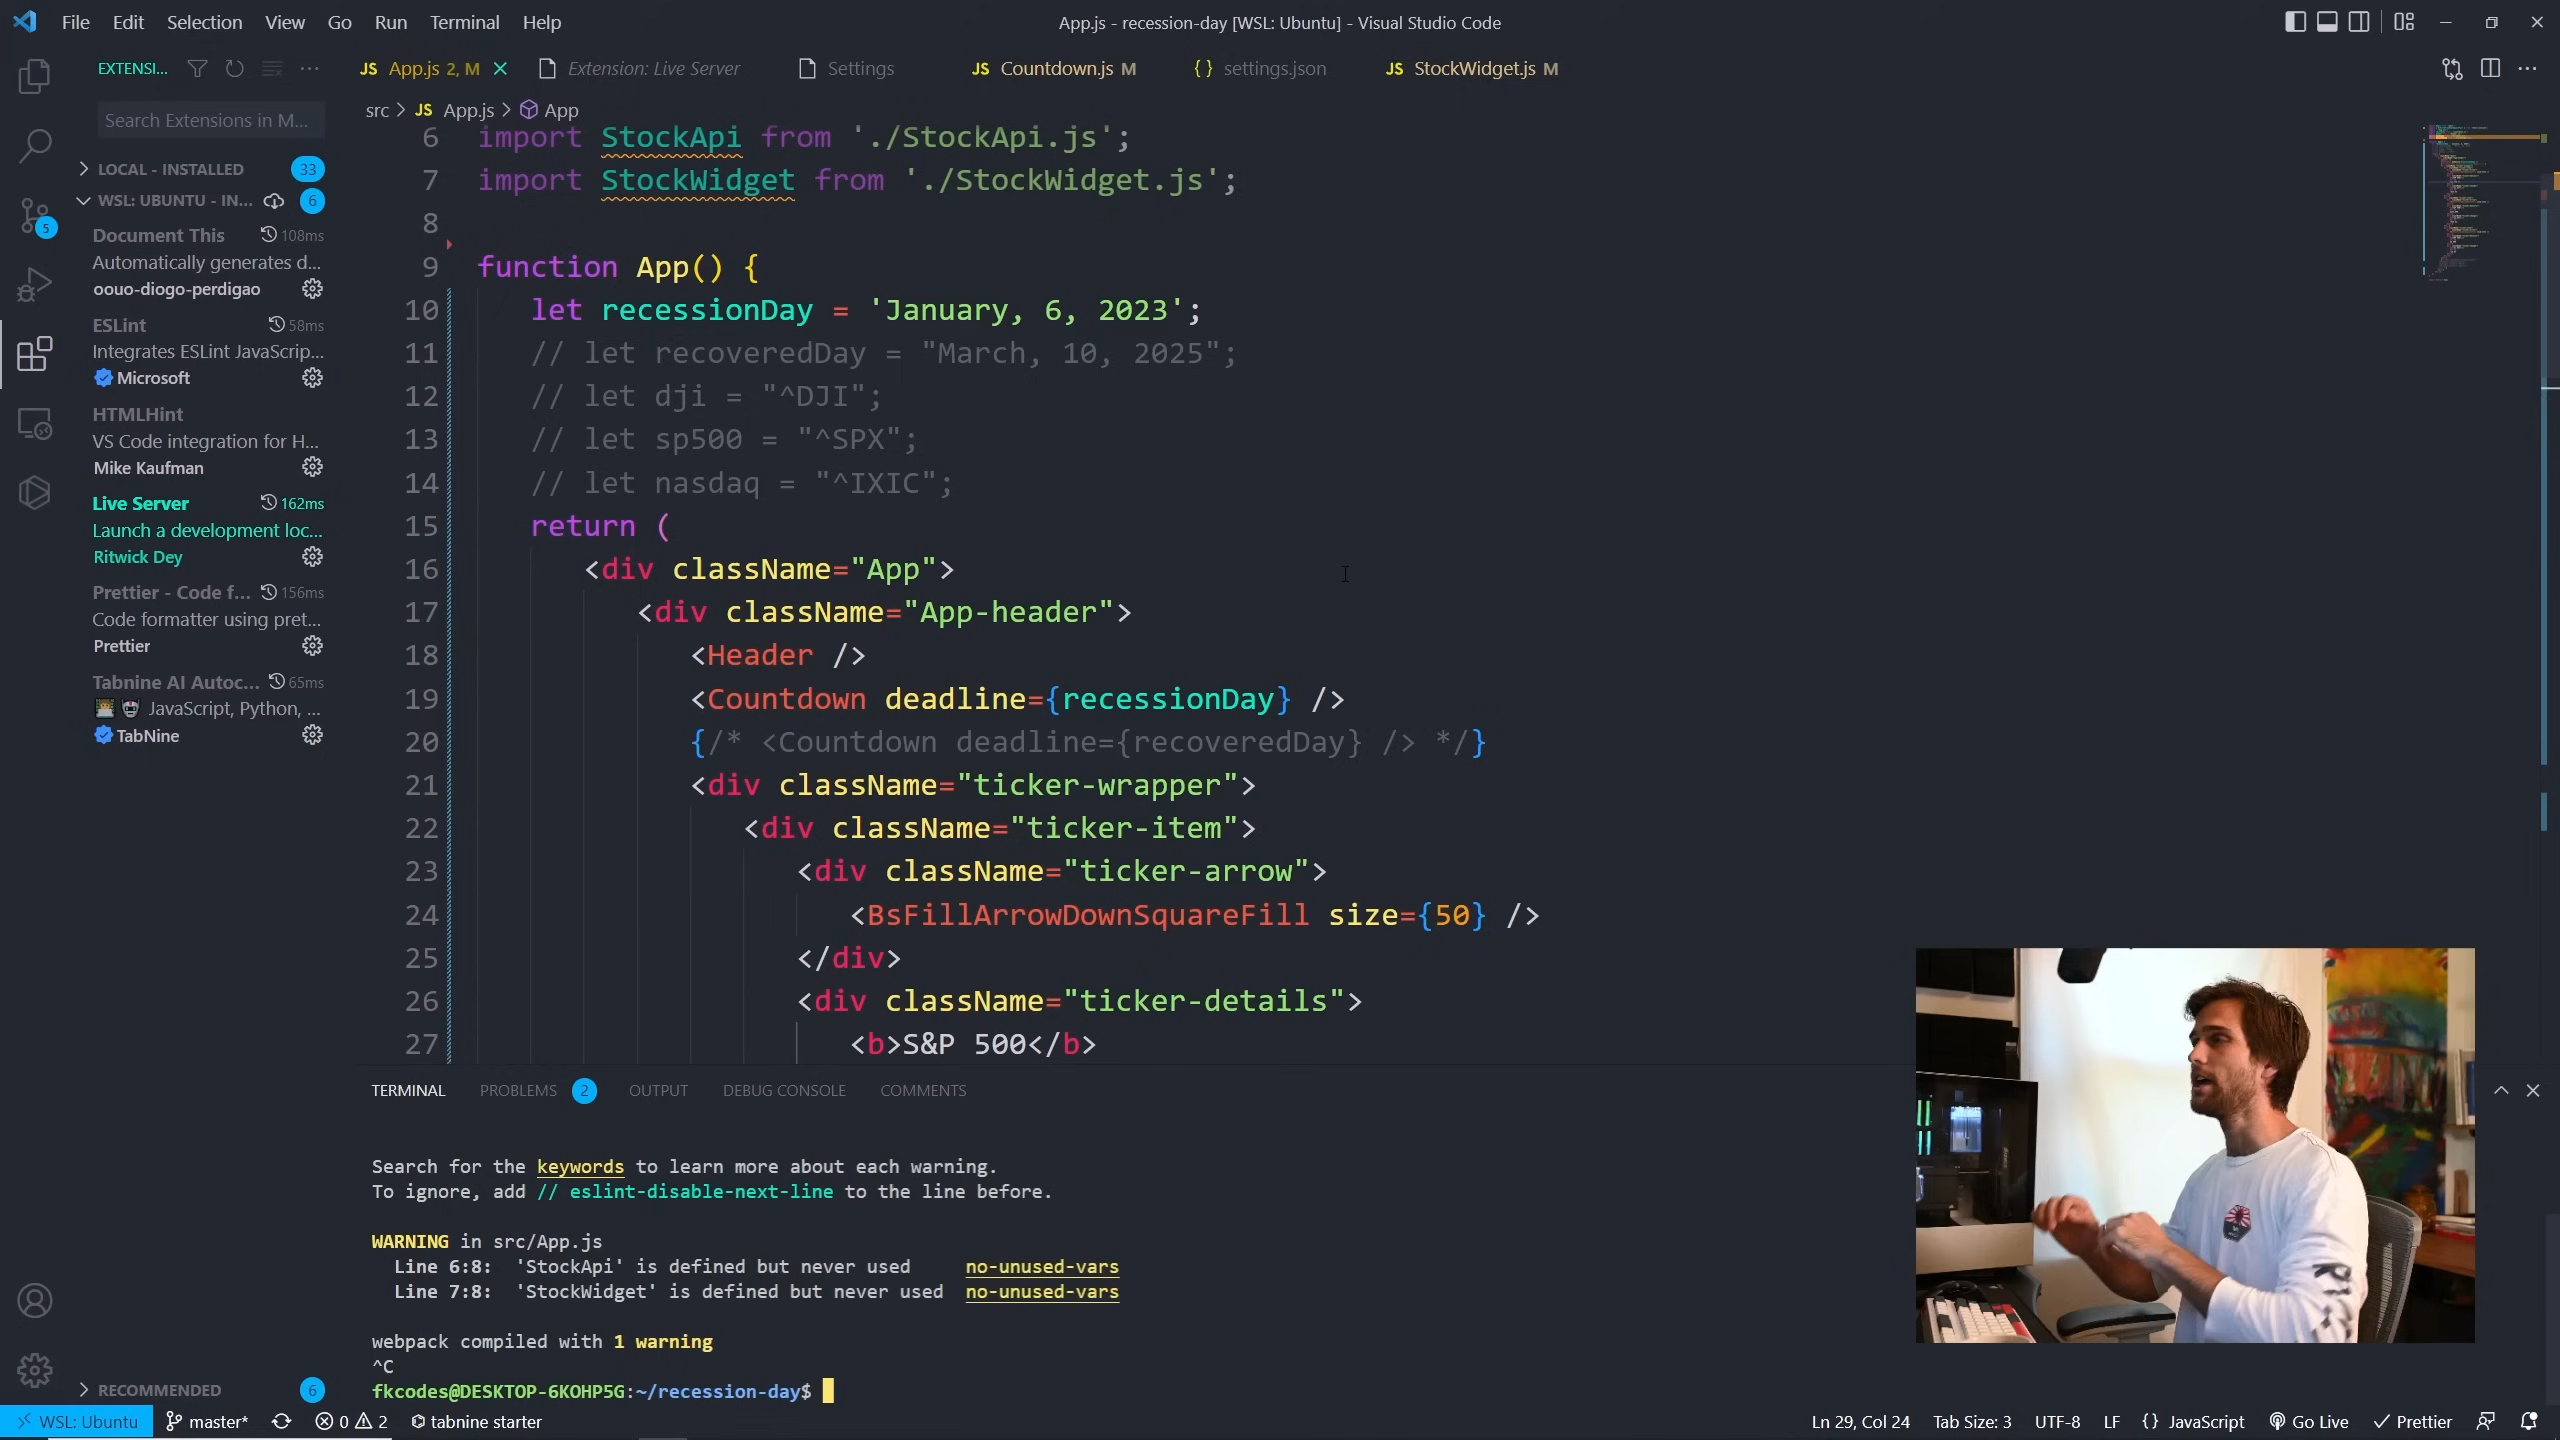 File Edit Selection View Go Run Terminal Help
App.js - recession-day [WSL: Ubuntu] - Visual Studio Code
EXTENSI...
JS App.js 2, M
Extension: Live Server
Settings
JS Countdown.js M
{} settings.json
JS StockWidget.js M
Search Extensions in M...
LOCAL - INSTALLED 33
WSL: UBUNTU - IN... 6
5
Document This 108ms
Automatically generates d...
oouo-diogo-perdigao
ESLint 58ms
Integrates ESLint JavaScrip...
Microsoft
HTMLHint
VS Code integration for H...
Mike Kaufman
Live Server 162ms
Launch a development loc...
Ritwick Dey
Prettier - Code f... 156ms
Code formatter using pret...
Prettier
Tabnine AI Autoc... 65ms
JavaScript, Python, ...
TabNine
RECOMMENDED 6
src > JS App.js > App
6 import StockApi from './StockApi.js';
7 import StockWidget from './StockWidget.js';
8
9 function App() {
10 let recessionDay = 'January, 6, 2023';
11 // let recoveredDay = "March, 10, 2025";
12 // let dji = "^DJI";
13 // let sp500 = "^SPX";
14 // let nasdaq = "^IXIC";
15 return (
16 <div className="App">
17 <div className="App-header">
18 <Header />
19 <Countdown deadline={recessionDay} />
20 {/* <Countdown deadline={recoveredDay} /> */}
21 <div className="ticker-wrapper">
22 <div className="ticker-item">
23 <div className="ticker-arrow">
24 <BsFillArrowDownSquareFill size={50} />
25 </div>
26 <div className="ticker-details">
27 <b>S&P 500</b>
TERMINAL PROBLEMS 2 OUTPUT DEBUG CONSOLE COMMENTS
Search for the keywords to learn more about each warning.
To ignore, add // eslint-disable-next-line to the line before.
WARNING in src/App.js
Line 6:8: 'StockApi' is defined but never used no-unused-vars
Line 7:8: 'StockWidget' is defined but never used no-unused-vars
webpack compiled with 1 warning
^C
fkcodes@DESKTOP-6KOHP5G:~/recession-day$
WSL: Ubuntu master* 0 2 tabnine starter
Ln 29, Col 24 Tab Size: 3 UTF-8 LF {} JavaScript Go Live Prettier